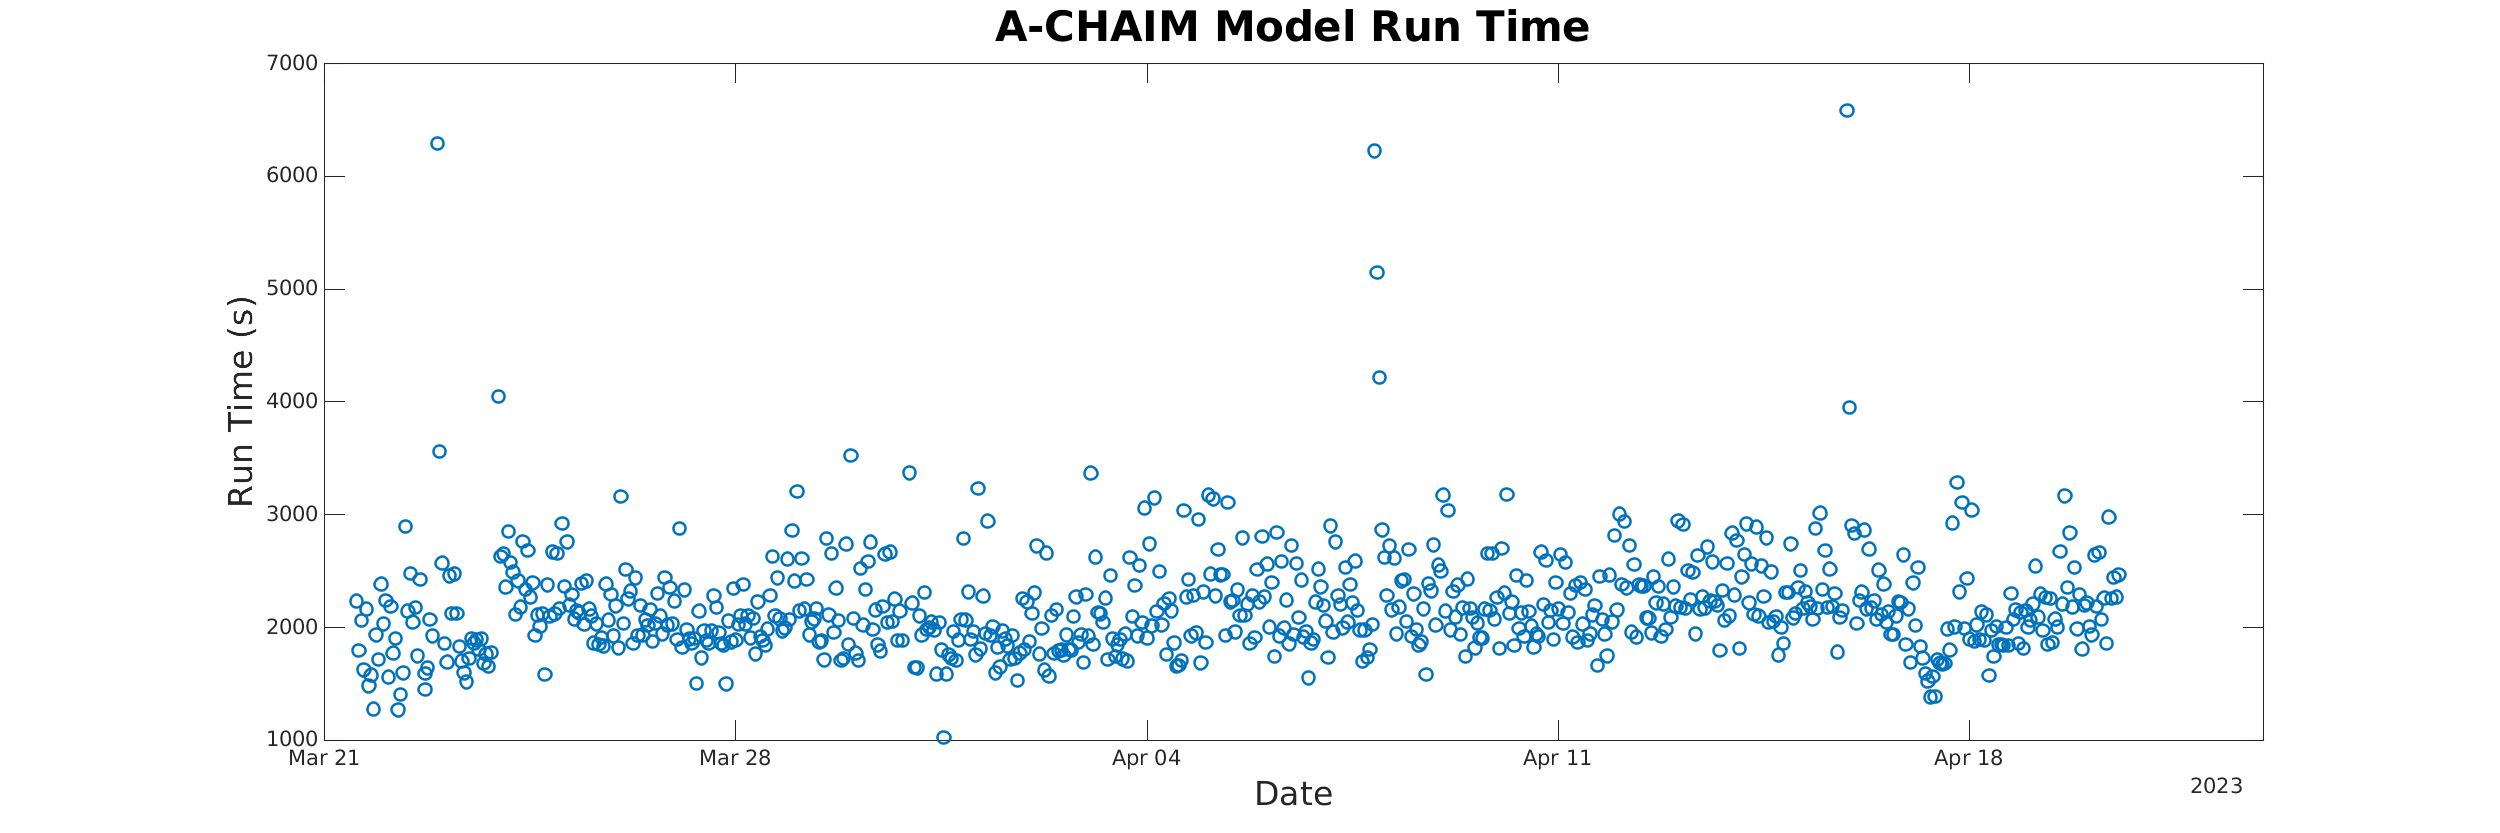 A-CHAIM Model Run Time
7000
6000
5000
4000
3000
2000
1000
Run Time (s)
Mar 21
Mar 28
Apr 04
Apr 11
Apr 18
2023
Date